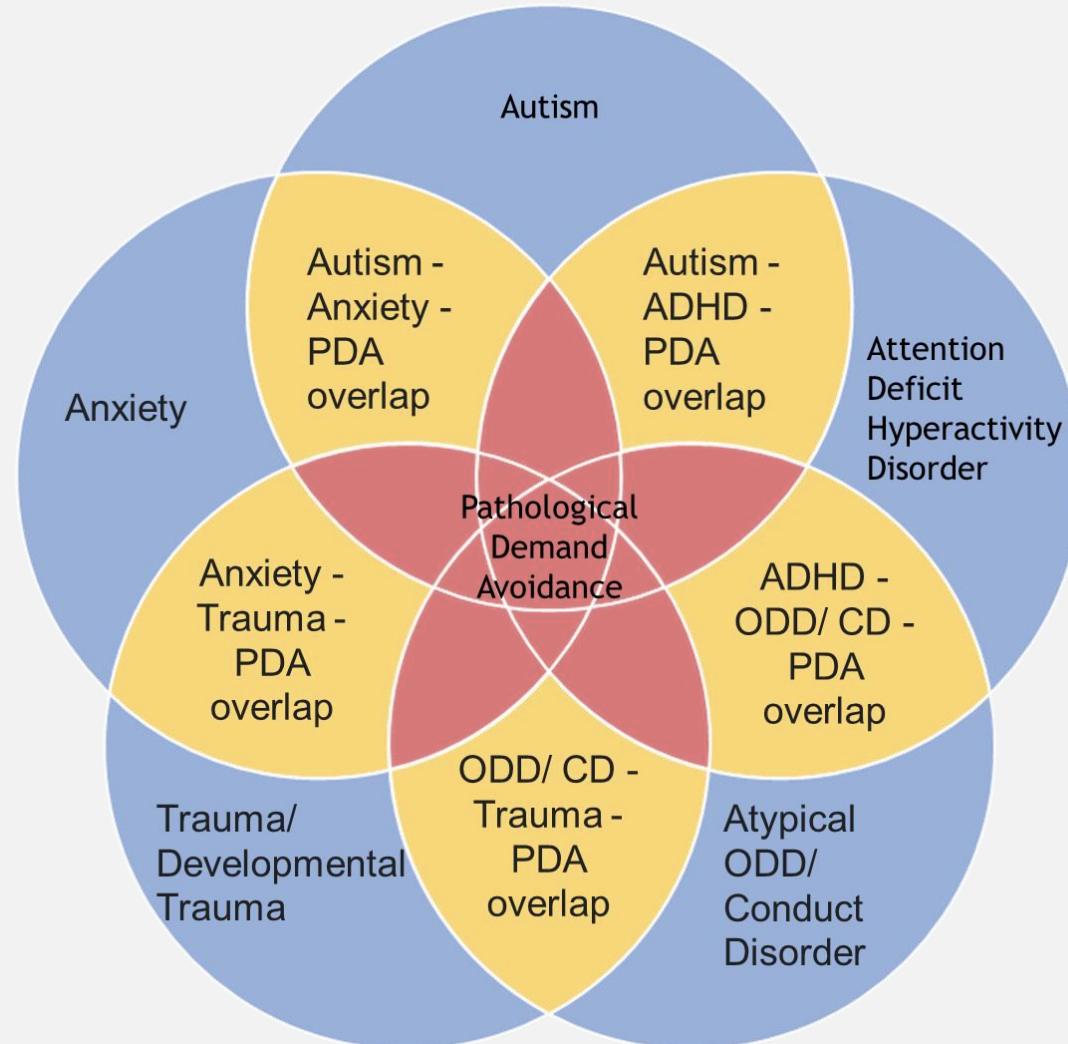 Autism
Autism -
Anxiety -
PDA
overlap
Autism -
ADHD -
PDA
overlap
Attention
Deficit
Hyperactivity
Disorder
Anxiety
Pathological
Demand
Avoidance
Anxiety -
Trauma -
PDA
overlap
ADHD -
ODD/ CD -
PDA
overlap
ODD/ CD -
Trauma -
PDA
overlap
Trauma/
Developmental
Trauma
Atypical
ODD/
Conduct
Disorder